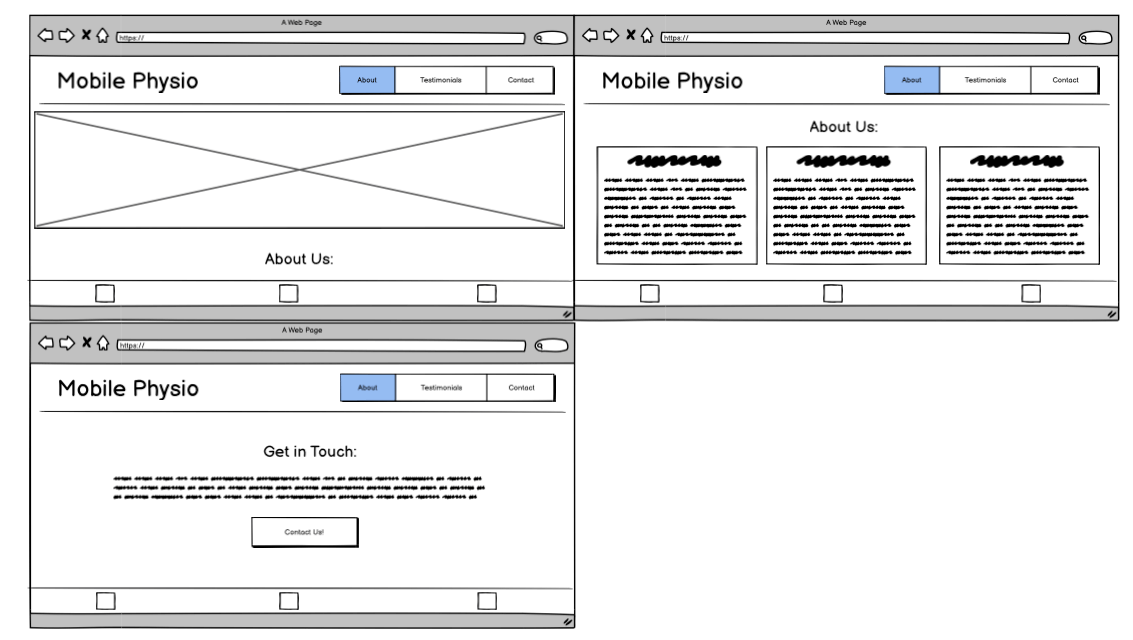 A Web Page
https://
Mobile Physio
About Testimonials Contact
About Us:
A Web Page
https://
Mobile Physio
About Testimonials Contact
About Us:
A Web Page
https://
Mobile Physio
About Testimonials Contact
Get in Touch:
Contact Us!